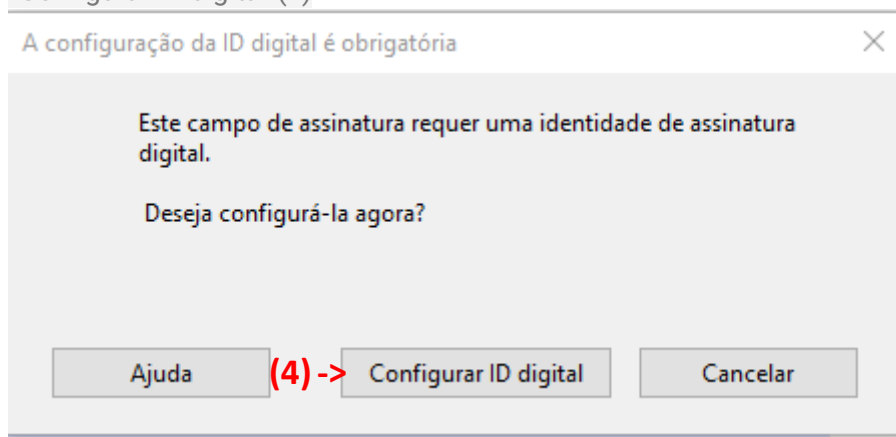 A configuração da ID digital é obrigatória
Este campo de assinatura requer uma identidade de assinatura
digital.
Deseja configurá-la agora?
Ajuda (4) -> Configurar ID digital Cancelar